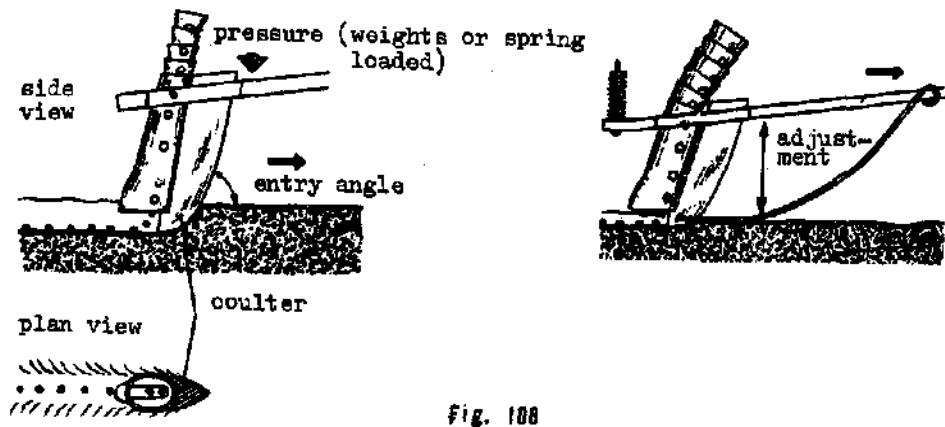 pressure (weights or spring
loaded)
side
view
entry angle
adjust-
ment
coulter
plan view
Fig. 108